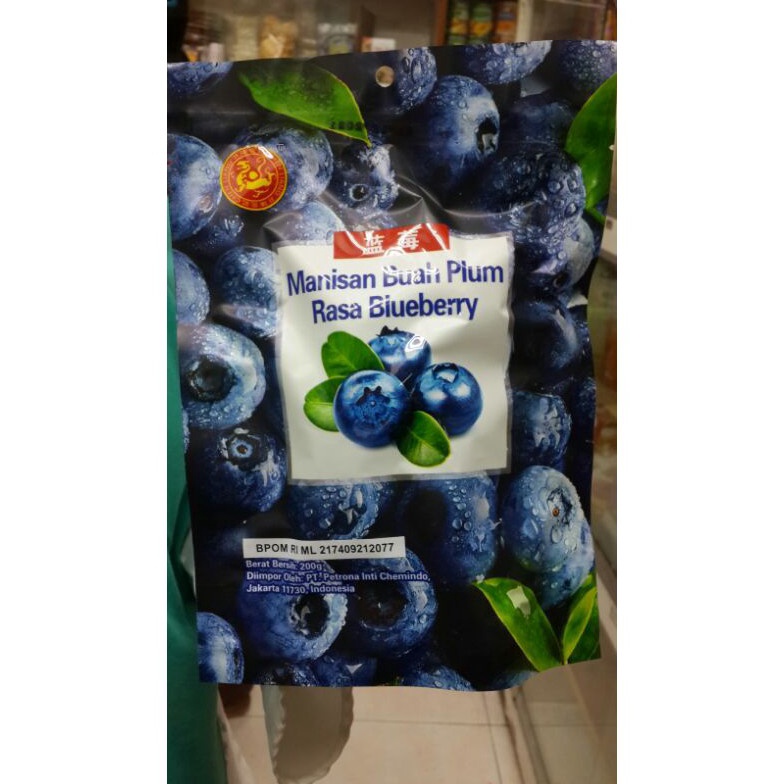 蓝莓
Manisan Buah Plum
Rasa Blueberry
BPOM RI ML 217409212077
Berat Bersih: 200g
Diimpor Oleh: PT. Petrona Inti Chemindo,
Jakarta 11730, Indonesia